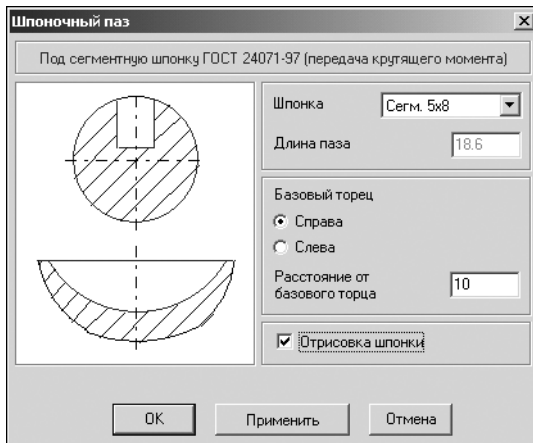 Шпоночный паз
Под сегментную шпонку ГОСТ 24071-97 (передача крутящего момента)
Шпонка
Сегм. 5x8
Длина паза
18.6
Базовый торец
Справа
Слева
Расстояние от
базового торца
10
Отрисовка шпонки
OK
Применить
Отмена